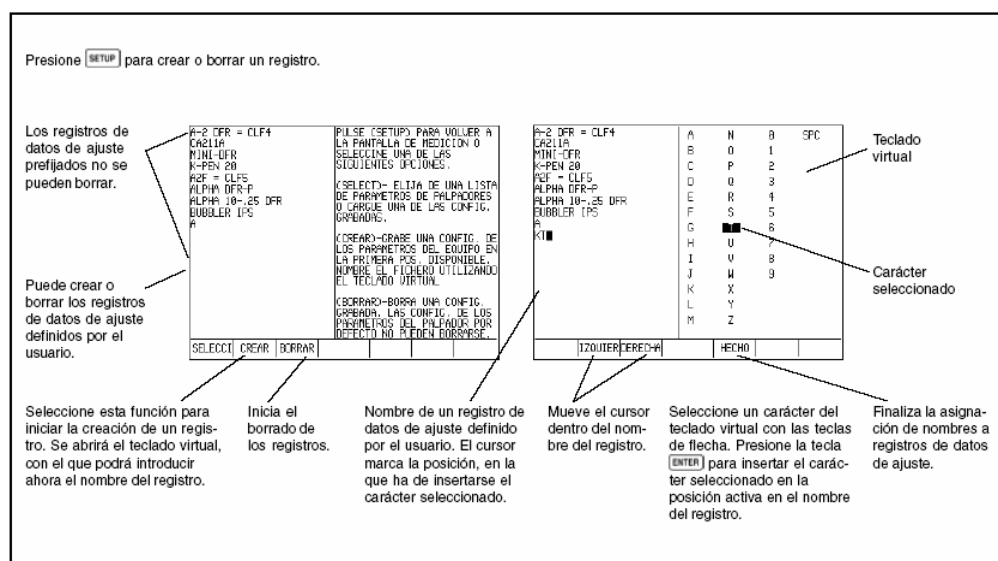 Presione SETUP para crear o borrar un registro.
Los registros de
datos de ajuste
prefijados no se
pueden borrar.
Puede crear o
borrar los registros
de datos de ajuste
definidos por el
usuario.
A-2 DFR = CLF4
CA211A
MINI-DFR
K-PEN 20
A2F = CLF5
ALPHA DFR-P
ALPHA 10-.25 DFR
BUBBLER IPS
A
PULSE (SETUP) PARA VOLVER A
LA PANTALLA DE MEDICION O
SELECCINE UNA DE LAS
SIGUIENTES OPCIONES.
(SELECT)- ELIJA DE UNA LISTA
DE PARAMETROS DE PALPADORES
O CARGUE UNA DE LAS CONFIG.
GRABADAS.
(CREAR)-GRABE UNA CONFIG. DE
LOS PARAMETROS DEL EQUIPO EN
LA PRIMERA POS. DISPONIBLE.
NOMBRE EL FICHERO UTILIZANDO
EL TECLADO VIRTUAL
(BORRAR)-BORRA UNA CONFIG.
GRABADA. LAS CONFIG. DE LOS
PARAMETROS DEL PALPADOR POR
DEFECTO NO PUEDEN BORRARSE.
SELECCI CREAR BORRAR
A-2 DFR = CLF4
CA211A
MINI-DFR
K-PEN 20
A2F = CLF5
ALPHA DFR-P
ALPHA 10-.25 DFR
BUBBLER IPS
A
KT
A N 0 SPC
B O 1
C P 2
D Q 3
E R 4
F S 5
G T 6
H U 7
I V 8
J W 9
K X
L Y
M Z
IZQUIER DERECHA HECHO
Teclado
virtual
Carácter
seleccionado
Seleccione esta función para
iniciar la creación de un regis-
tro. Se abrirá el teclado virtual,
con el que podrá introducir
ahora el nombre del registro.
Inicia el
borrado de
los registros.
Nombre de un registro de
datos de ajuste definido
por el usuario. El cursor
marca la posición, en la
que ha de insertarse el
carácter seleccionado.
Mueve el cursor
dentro del nom-
bre del registro.
Seleccione un carácter del
teclado virtual con las teclas
de flecha. Presione la tecla
ENTER para insertar el carác-
ter seleccionado en la
posición activa en el nombre
del registro.
Finaliza la asigna-
ción de nombres a
registros de datos
de ajuste.